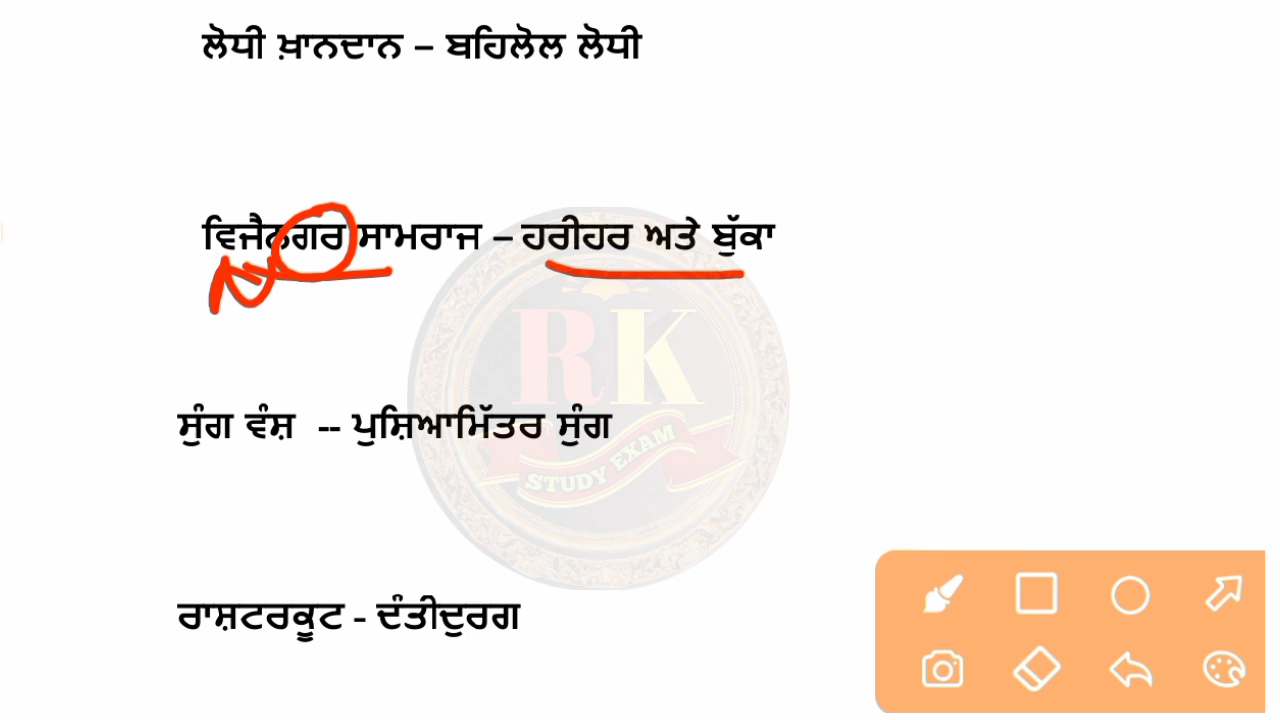 ਲੋਧੀ ਖ਼ਾਨਦਾਨ – ਬਹਿਲੋਲ ਲੋਧੀ
ਵਿਜੈਨਗਰ ਸਾਮਰਾਜ – ਹਰੀਹਰ ਅਤੇ ਬੁੱਕਾ
RK
STUDY EXAM
ਸੁੰਗ ਵੰਸ਼ -- ਪੁਸ਼ਿਆਮਿੱਤਰ ਸੁੰਗ
ਰਾਸ਼ਟਰਕੂਟ - ਦੰਤੀਦੁਰਗ